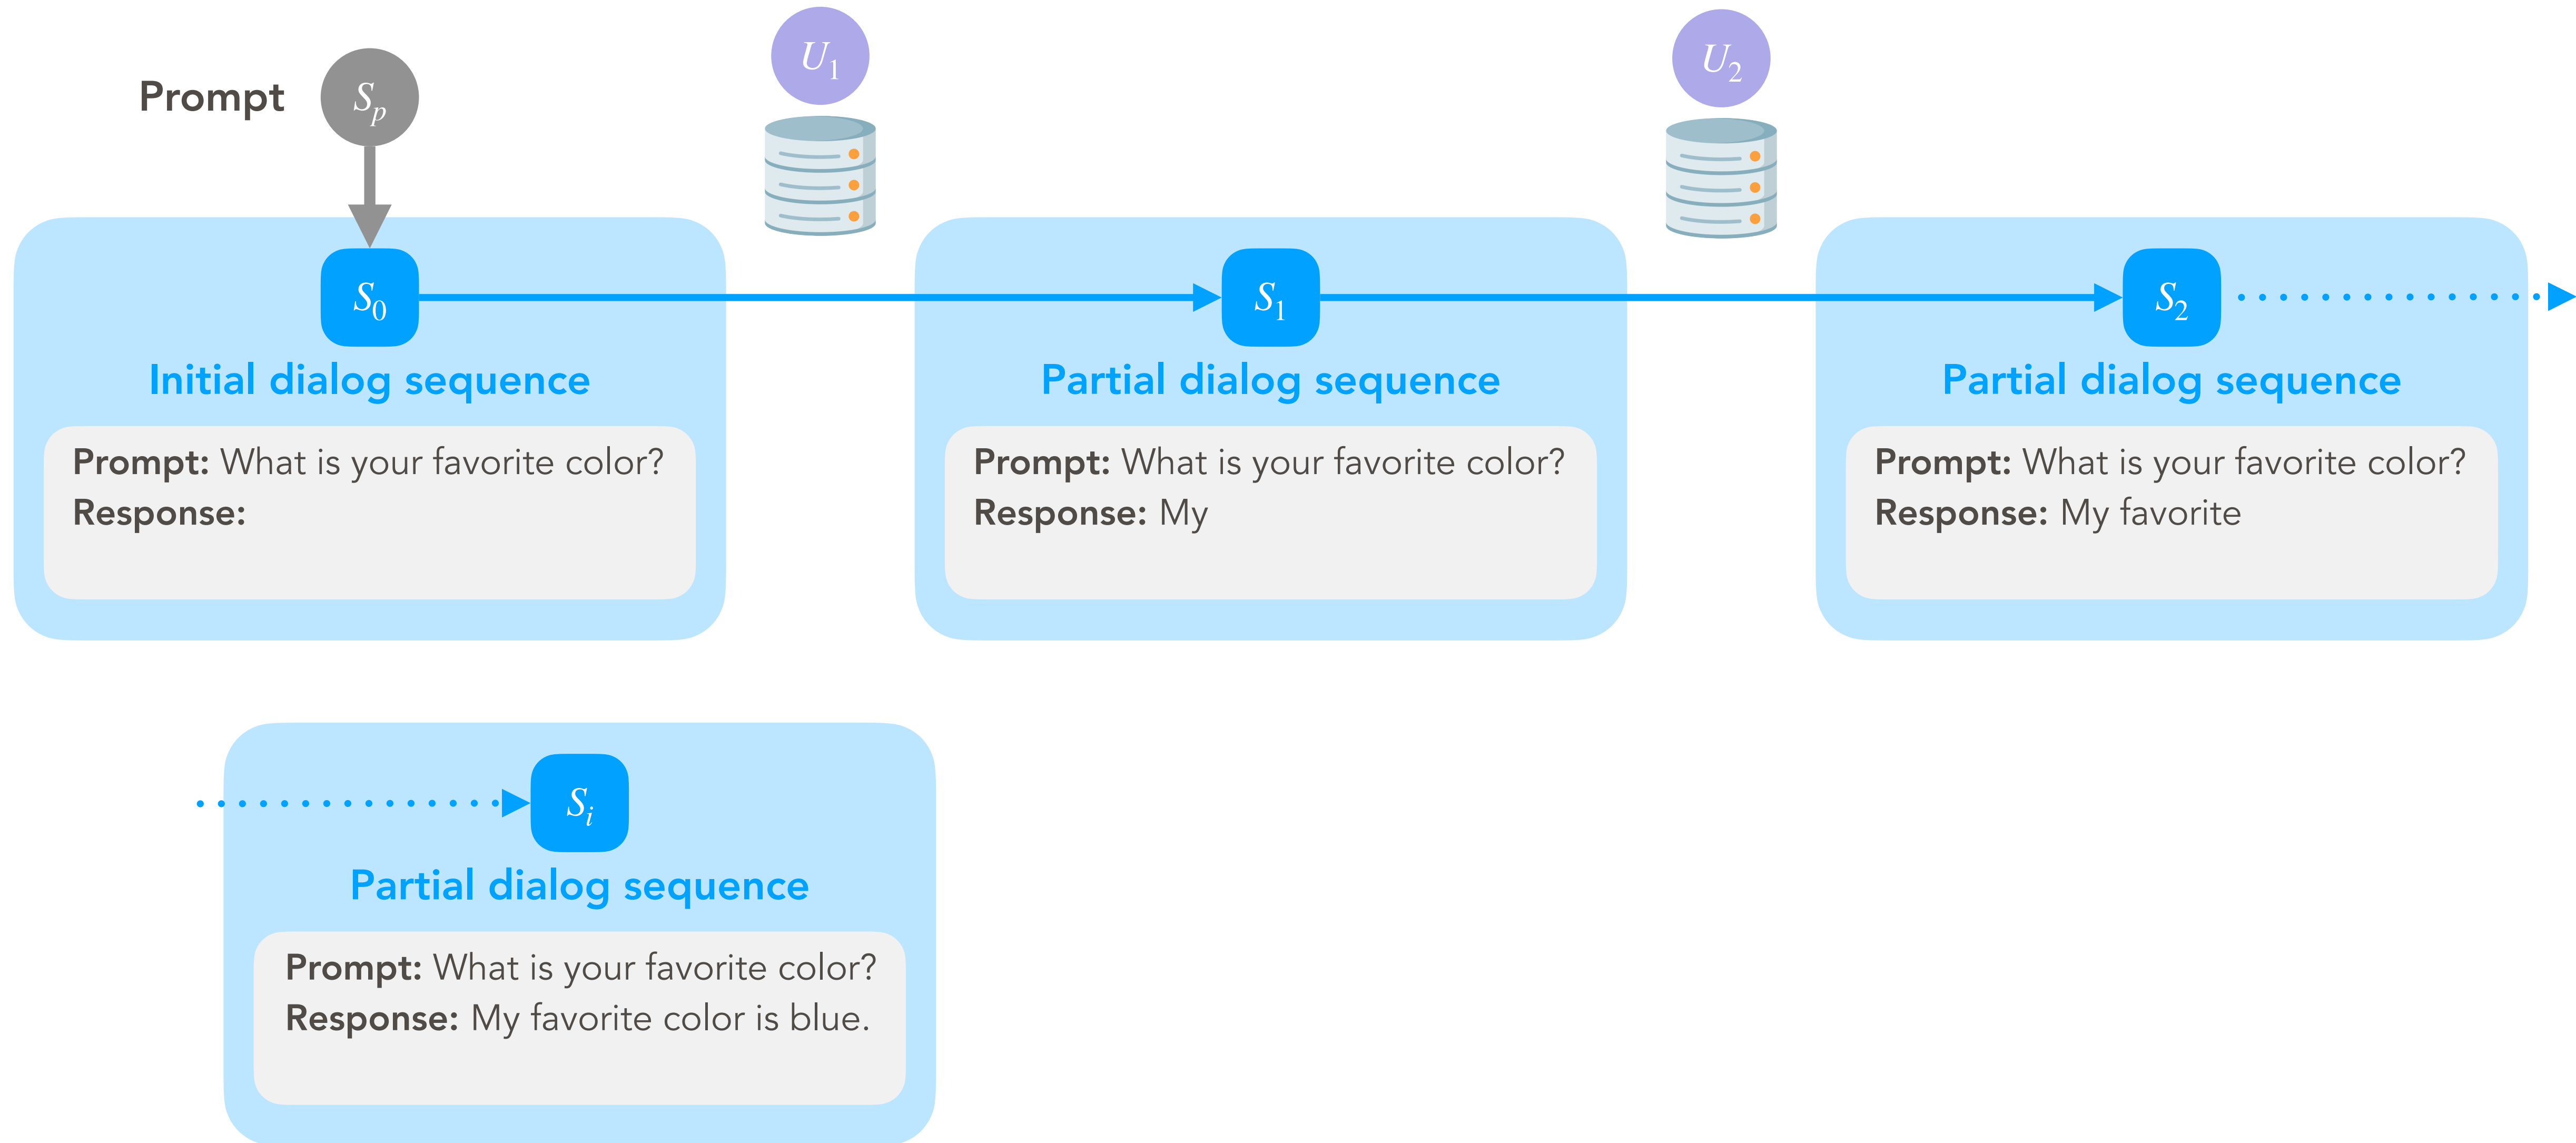 Prompt
Sp
U1
U2
S0
S1
S2
Initial dialog sequence
Partial dialog sequence
Partial dialog sequence
Prompt: What is your favorite color?
Response:
Prompt: What is your favorite color?
Response: My
Prompt: What is your favorite color?
Response: My favorite
Si
Partial dialog sequence
Prompt: What is your favorite color?
Response: My favorite color is blue.